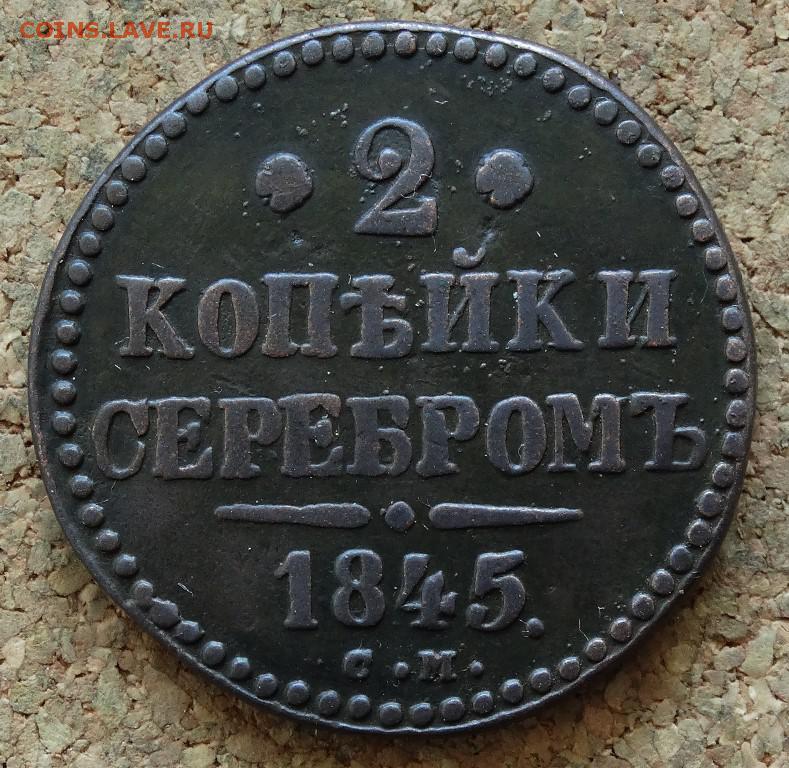 COINS.LAVE.RU
• 2 •
КОПѢЙКИ
СЕРЕБРОМЪ
1845.
С.М.